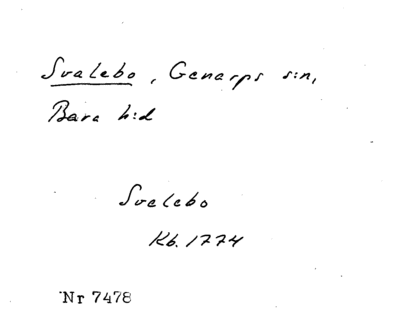 Svalebo, Genarps s:n,
Bara h:d
Svalebo
Kb. 1774
Nr 7478